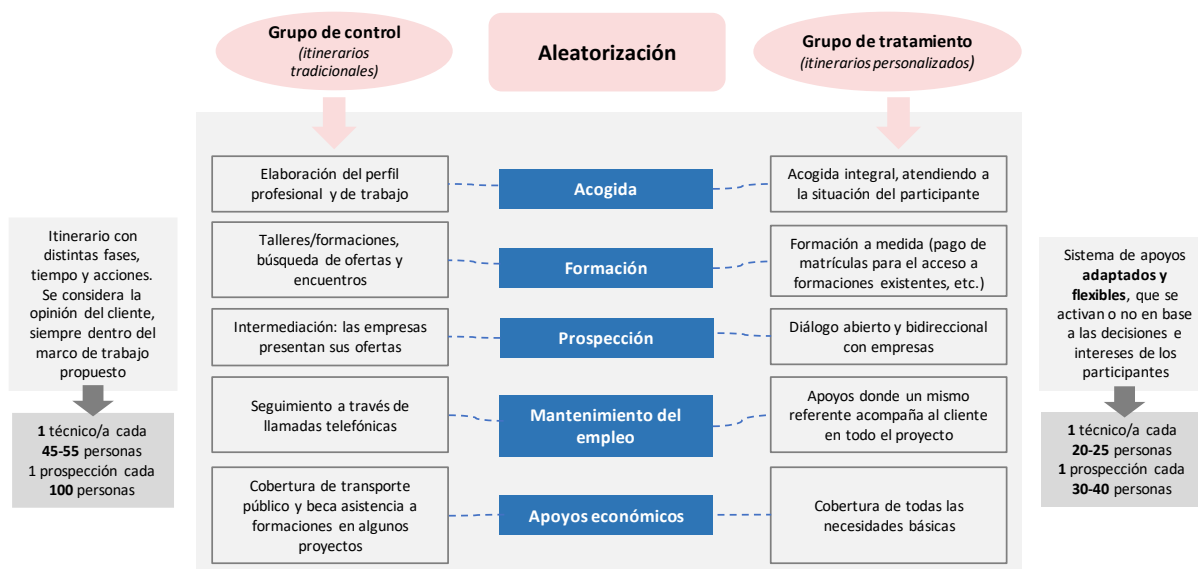 Grupo de control
(itinerarios
tradicionales)
Aleatorización
Grupo de tratamiento
(itinerarios personalizados)
Itinerario con
distintas fases,
tiempo y acciones.
Se considera la
opinión del cliente,
siempre dentro del
marco de trabajo
propuesto
1 técnico/a cada
45-55 personas
1 prospección cada
100 personas
Elaboración del perfil
profesional y de trabajo
Acogida
Acogida integral, atendiendo a
la situación del participante
Talleres/formaciones,
búsqueda de ofertas y
encuentros
Formación
Formación a medida (pago de
matrículas para el acceso a
formaciones existentes, etc.)
Intermediación: las empresas
presentan sus ofertas
Prospección
Diálogo abierto y bidireccional
con empresas
Seguimiento a través de
llamadas telefónicas
Mantenimiento del
empleo
Apoyos donde un mismo
referente acompaña al cliente
en todo el proyecto
Cobertura de transporte
público y beca asistencia a
formaciones en algunos
proyectos
Apoyos económicos
Cobertura de todas las
necesidades básicas
Sistema de apoyos
adaptados y
flexibles, que se
activan o no en base
a las decisiones e
intereses de los
participantes
1 técnico/a cada
20-25 personas
1 prospección cada
30-40 personas